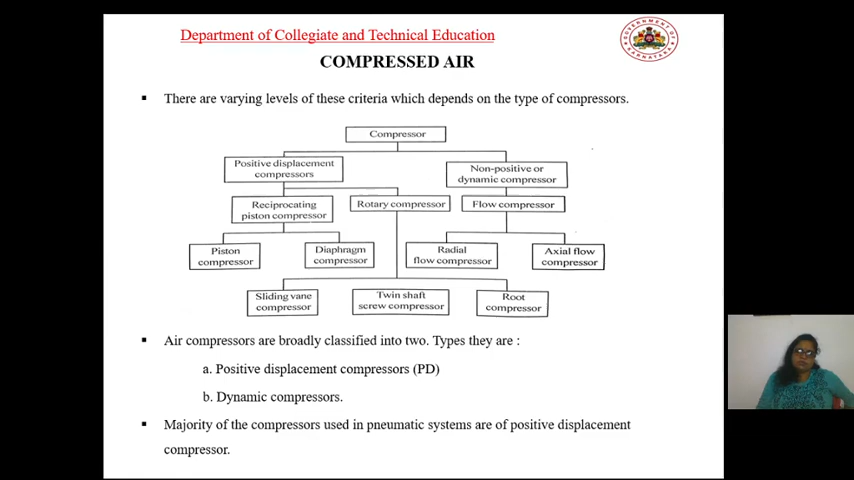 Department of Collegiate and Technical Education
COMPRESSED AIR
GOVERNMENT OF KARNATAKA
▪ There are varying levels of these criteria which depends on the type of compressors.
Compressor
Positive displacement
compressors
Non-positive or
dynamic compressor
Reciprocating
piston compressor
Rotary compressor
Flow compressor
Piston
compressor
Diaphragm
compressor
Radial
flow compressor
Axial flow
compressor
Sliding vane
compressor
Twin shaft
screw compressor
Root
compressor
▪ Air compressors are broadly classified into two. Types they are :
a. Positive displacement compressors (PD)
b. Dynamic compressors.
▪ Majority of the compressors used in pneumatic systems are of positive displacement
compressor.